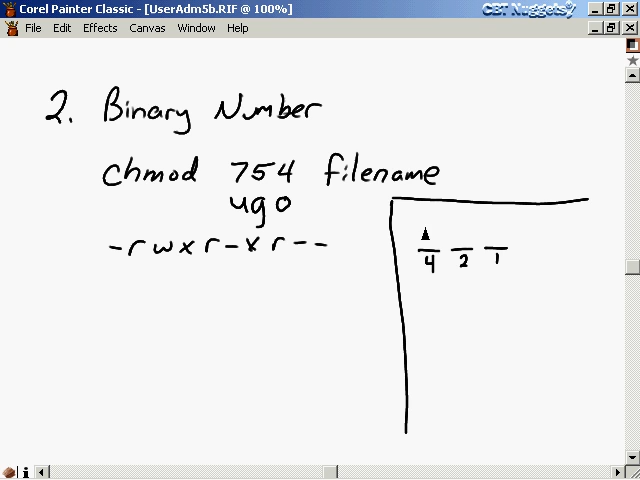 Corel Painter Classic - [UserAdm5b.RIF @ 100%]
CBT Nuggets
File Edit Effects Canvas Window Help
2. Binary Number
chmod 754 filename
ugo
-rwxr-xr--
4 2 1